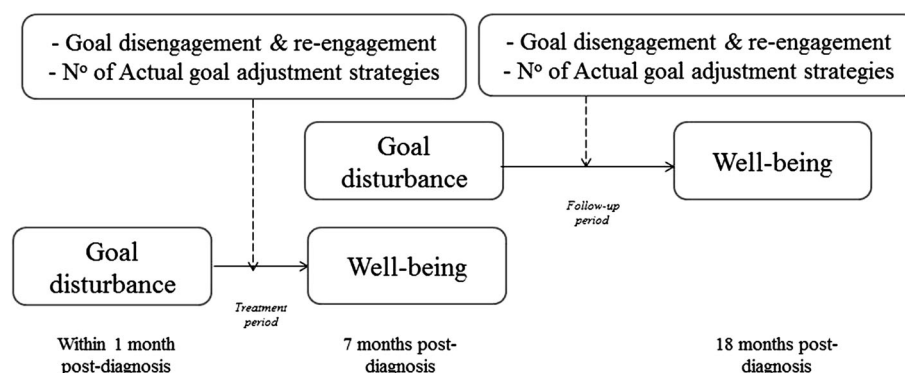 - Goal disengagement & re-engagement
- Nº of Actual goal adjustment strategies
- Goal disengagement & re-engagement
- Nº of Actual goal adjustment strategies
Goal
disturbance
Well-being
Follow-up
period
Goal
disturbance
Well-being
Treatment
period
Within 1 month
post-diagnosis
7 months post-
diagnosis
18 months post-
diagnosis